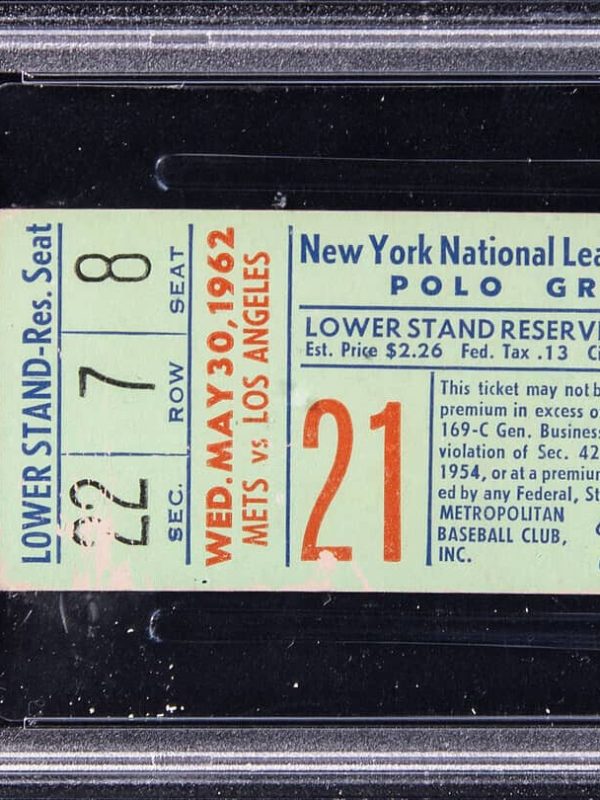 LOWER STAND-Res. Seat
22 7 8
SEC. ROW SEAT
WED. MAY 30, 1962
METS vs LOS ANGELES
New York National Lea
POLO GR
LOWER STAND RESERV
Est. Price $2.26 Fed. Tax .13 Ci
21
This ticket may not b
premium in excess o
169-C Gen. Business
violation of Sec. 42
1954, or at a premium
ed by any Federal, St
METROPOLITAN
BASEBALL CLUB,
INC.